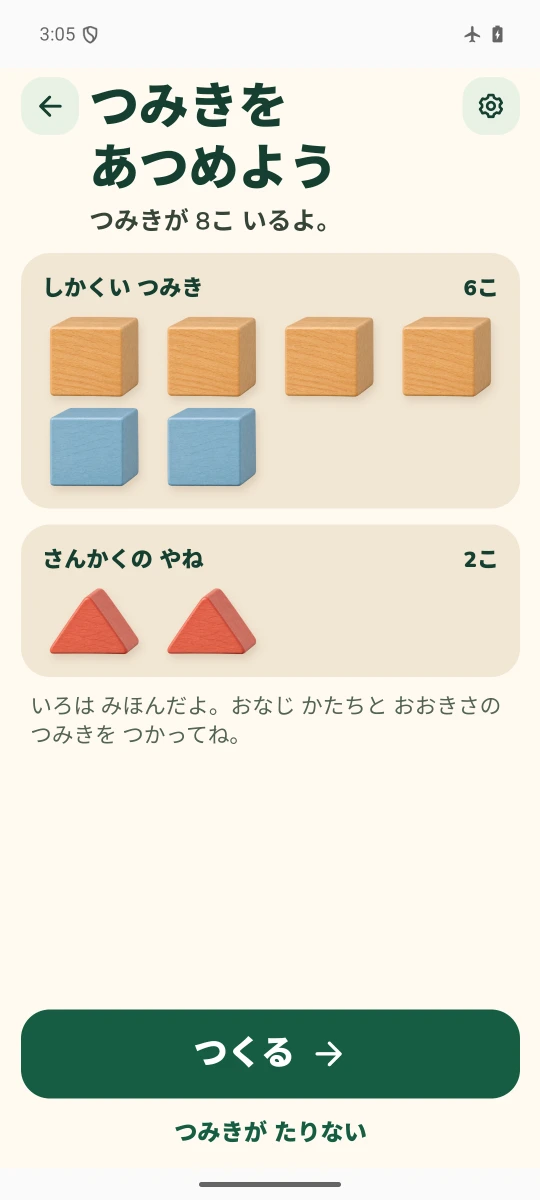 3:05
つみきを
あつめよう
つみきが 8こ いるよ。
しかくい つみき 6こ
さんかくの やね 2こ
いろは みほんだよ。おなじ かたちと おおきさの
つみきを つかってね。
つくる →
つみきが たりない